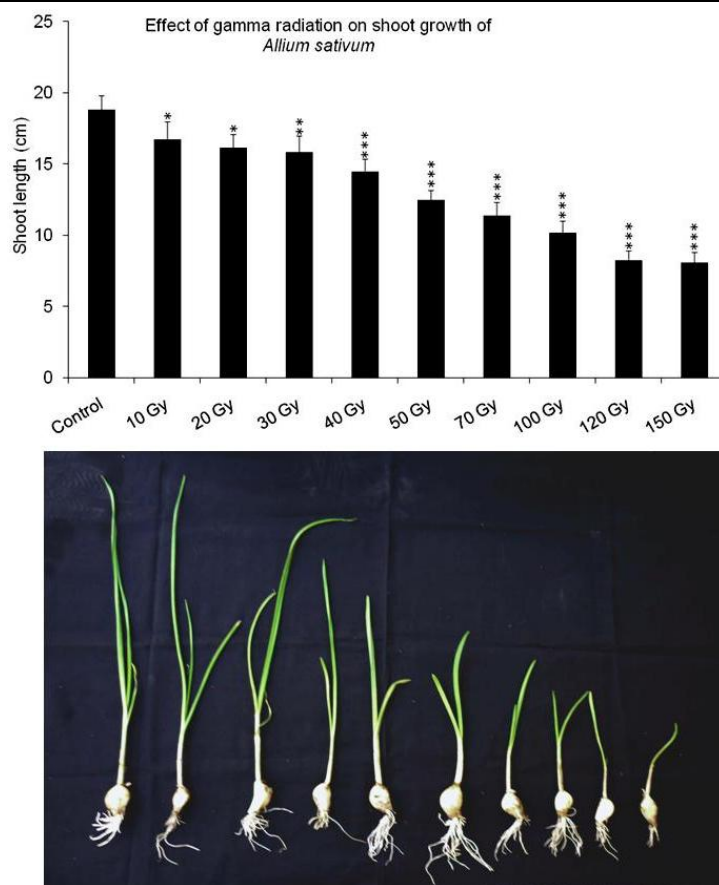 Effect of gamma radiation on shoot growth of
Allium sativum
Shoot length (cm)
25
20
15
10
5
0
*
*
**
***
***
***
***
***
***
Control
10 Gy
20 Gy
30 Gy
40 Gy
50 Gy
70 Gy
100 Gy
120 Gy
150 Gy